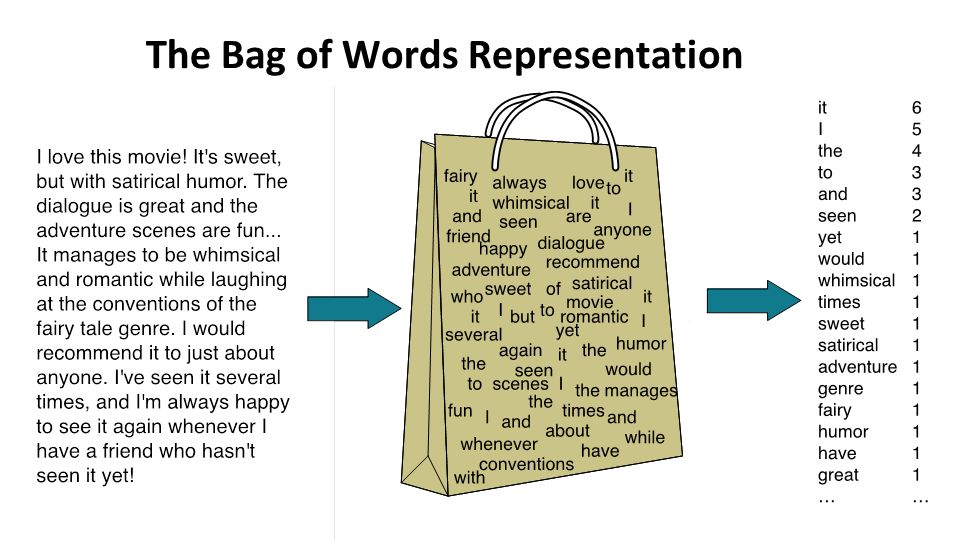 The Bag of Words Representation
I love this movie! It's sweet,
but with satirical humor. The
dialogue is great and the
adventure scenes are fun...
It manages to be whimsical
and romantic while laughing
at the conventions of the
fairy tale genre. I would
recommend it to just about
anyone. I've seen it several
times, and I'm always happy
to see it again whenever I
have a friend who hasn't
seen it yet!
fairy always love to it
it whimsical it I
and seen are anyone
friend happy dialogue
adventure recommend
who sweet of satirical it
it I but to movie romantic I
several yet
again it the humor
the seen would
to scenes I the manages
fun I and the times and
whenever about while
with conventions have
it 6
I 5
the 4
to 3
and 3
seen 2
yet 1
would 1
whimsical 1
times 1
sweet 1
satirical 1
adventure 1
genre 1
fairy 1
humor 1
have 1
great 1
... ...